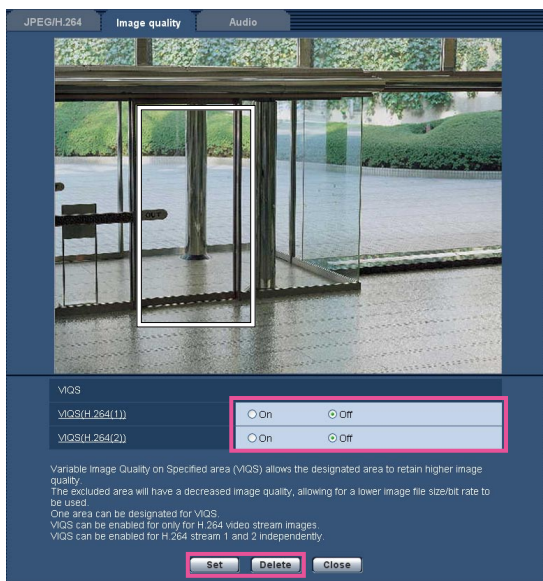 JPEG/H.264 Image quality Audio
OUT
VIQS
VIQS(H.264(1)) On Off
VIQS(H.264(2)) On Off
Variable Image Quality on Specified area (VIQS) allows the designated area to retain higher image
quality.
The excluded area will have a decreased image quality, allowing for a lower image file size/bit rate to
be used.
One area can be designated for VIQS.
VIQS can be enabled for only for H.264 video stream images.
VIQS can be enabled for H.264 stream 1 and 2 independently.
Set Delete Close